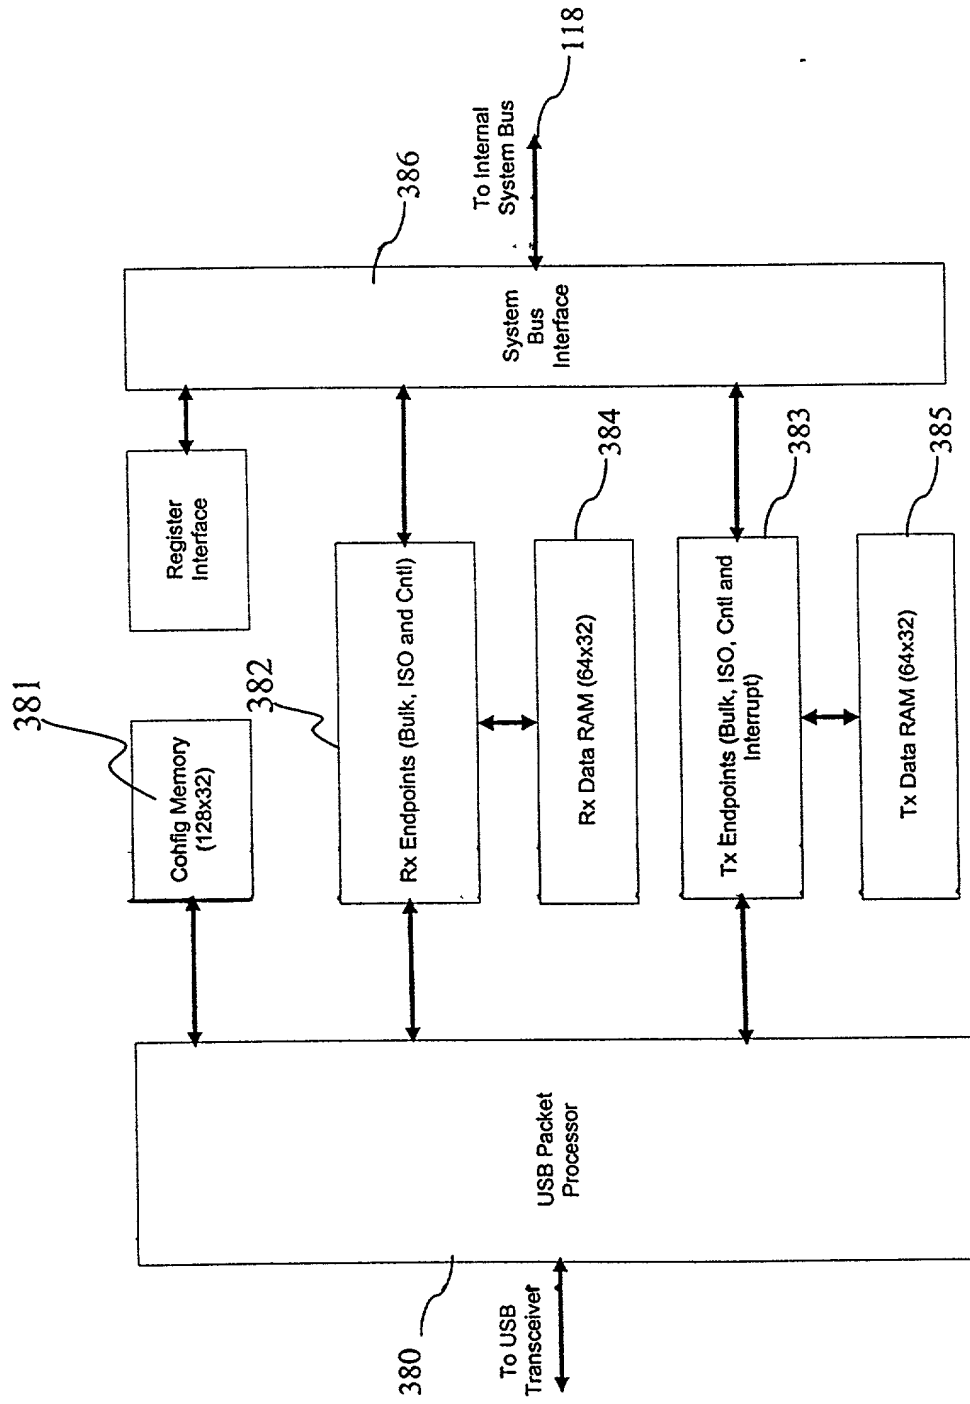 381
Cohfig Memory
(128x32)
Register
Interface
386
382
Rx Endpoints (Bulk, ISO and Cntl)
Rx Data RAM (64x32)
384
USB Packet
Processor
380
To USB
Transceiver
System
Bus
Interface
To Internal
System Bus
118
Tx Endpoints (Bulk, ISO, Cntl and
Interrupt)
383
Tx Data RAM (64x32)
385